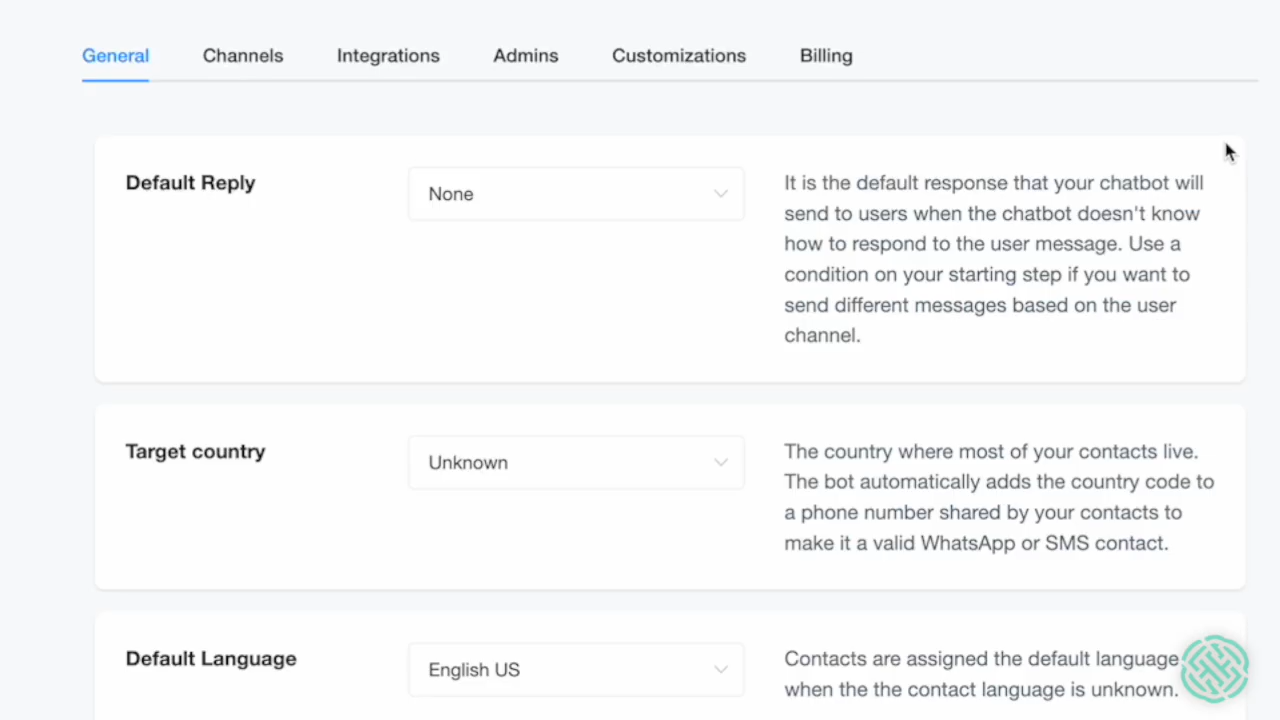 General Channels Integrations Admins Customizations Billing
Default Reply
None
It is the default response that your chatbot will
send to users when the chatbot doesn't know
how to respond to the user message. Use a
condition on your starting step if you want to
send different messages based on the user
channel.
Target country
Unknown
The country where most of your contacts live.
The bot automatically adds the country code to
a phone number shared by your contacts to
make it a valid WhatsApp or SMS contact.
Default Language
English US
Contacts are assigned the default language
when the the contact language is unknown.